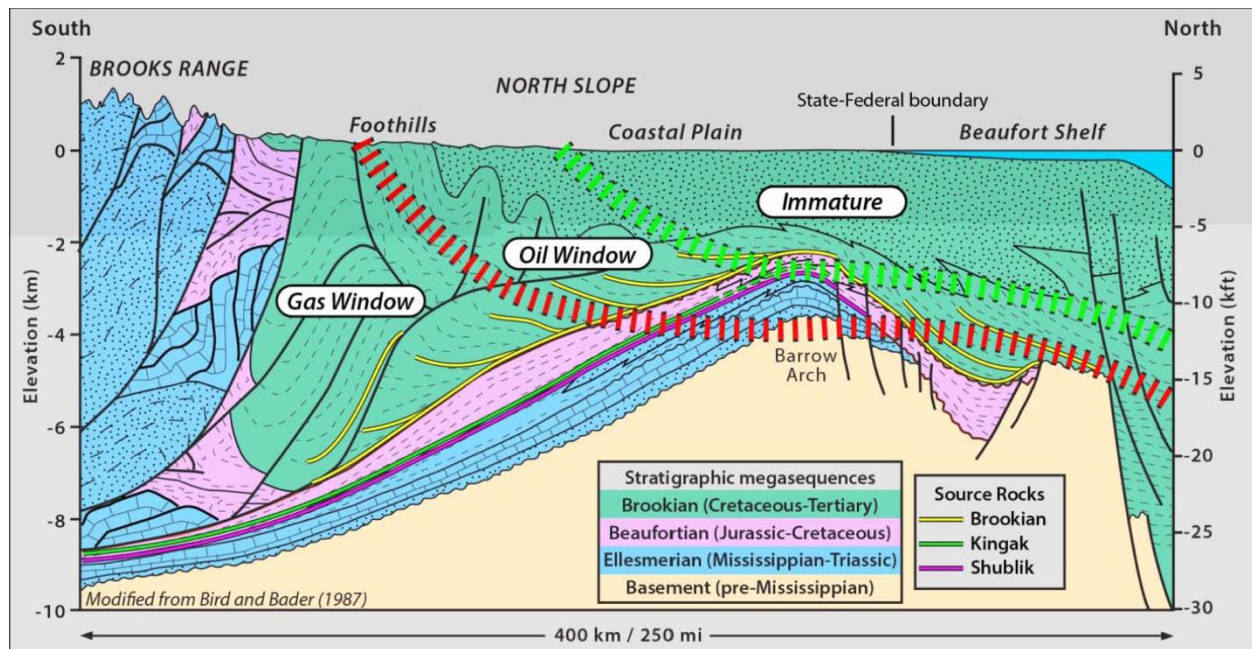 South
North
BROOKS RANGE
NORTH SLOPE
State-Federal boundary
Foothills
Coastal Plain
Beaufort Shelf
Immature
Oil Window
Gas Window
Barrow
Arch
Elevation (km)
2
0
-2
-4
-6
-8
-10
Elevation (kft)
5
0
-5
-10
-15
-20
-25
-30
Stratigraphic megasequences
Brookian (Cretaceous-Tertiary)
Beaufortian (Jurassic-Cretaceous)
Ellesmerian (Mississippian-Triassic)
Basement (pre-Mississippian)
Source Rocks
Brookian
Kingak
Shublik
Modified from Bird and Bader (1987)
400 km / 250 mi